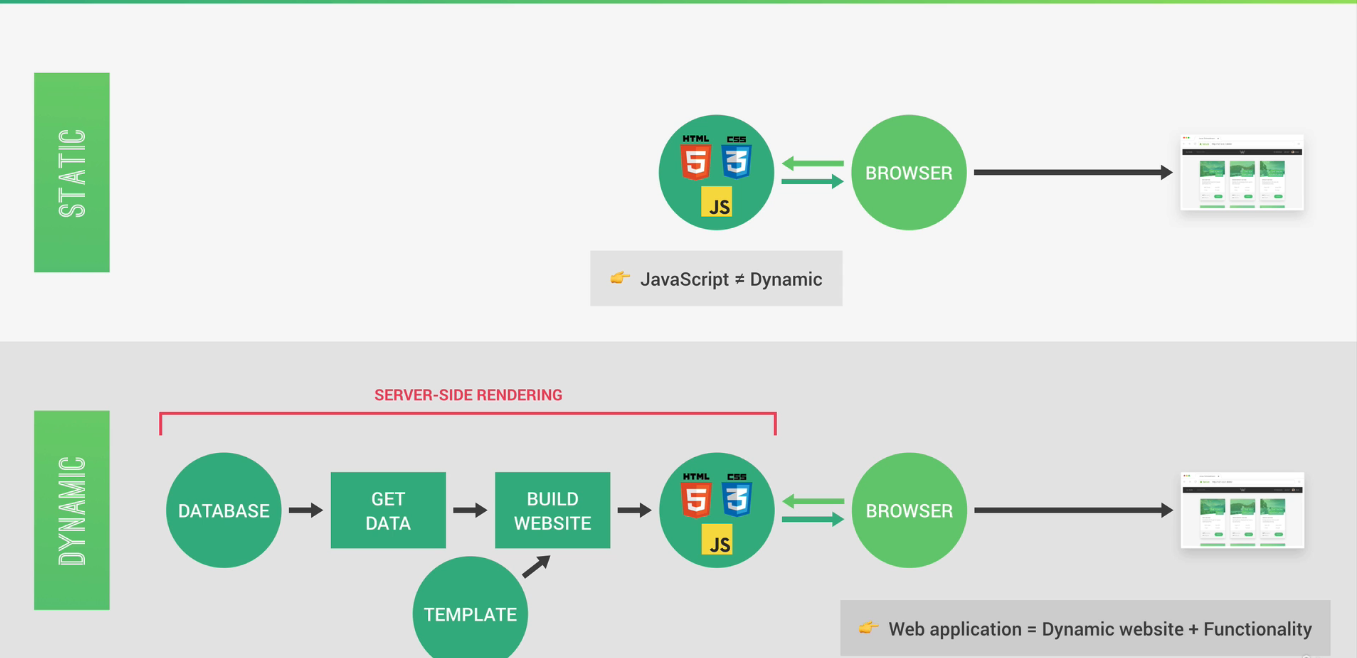 STATIC
HTML
CSS
5
3
JS
BROWSER
👉 JavaScript ≠ Dynamic
SERVER-SIDE RENDERING
DYNAMIC
DATABASE
GET
DATA
BUILD
WEBSITE
HTML
CSS
5
3
JS
BROWSER
TEMPLATE
👉 Web application = Dynamic website + Functionality